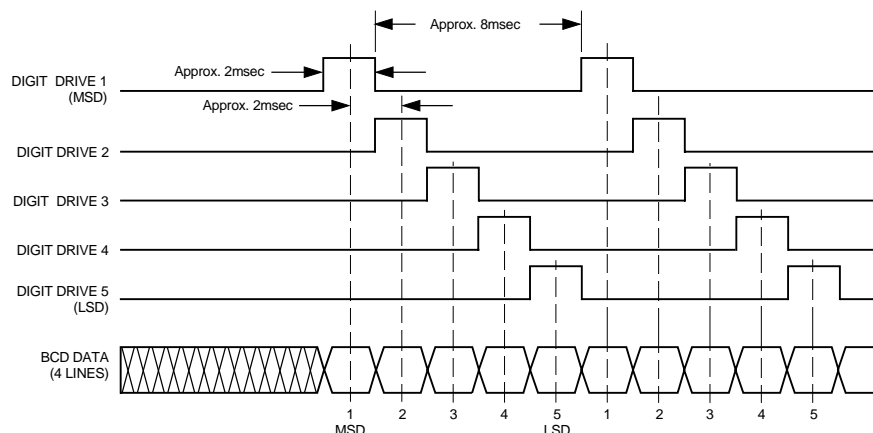 Approx. 8msec
Approx. 2msec
DIGIT DRIVE 1
(MSD)
Approx. 2msec
DIGIT DRIVE 2
DIGIT DRIVE 3
DIGIT DRIVE 4
DIGIT DRIVE 5
(LSD)
BCD DATA
(4 LINES)
1 2 3 4 5 1 2 3 4 5
MSD LSD